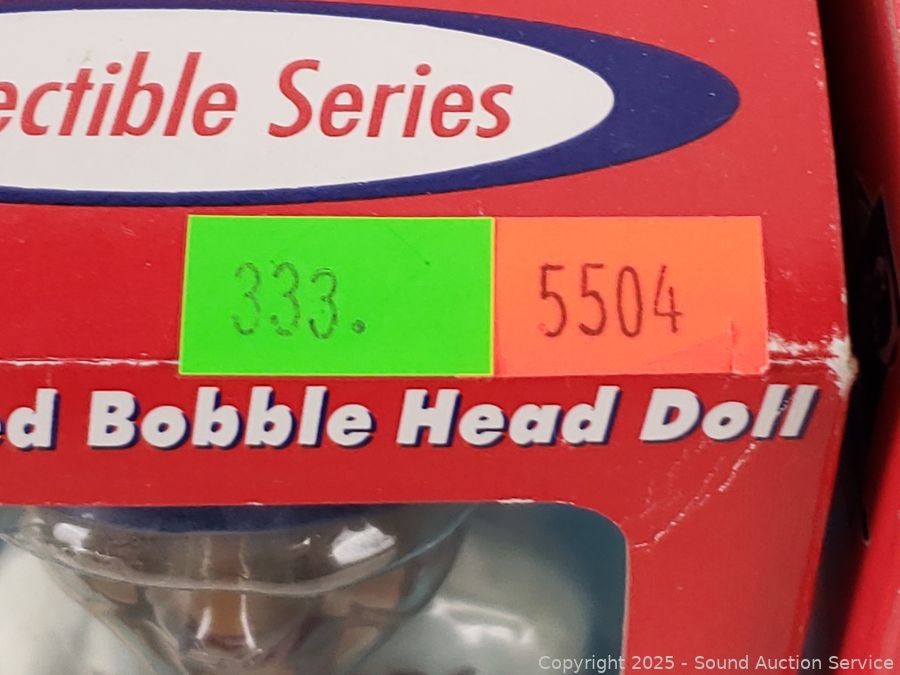 ectible Series
333. 5504
ed Bobble Head Doll
Copyright 2025 - Sound Auction Service